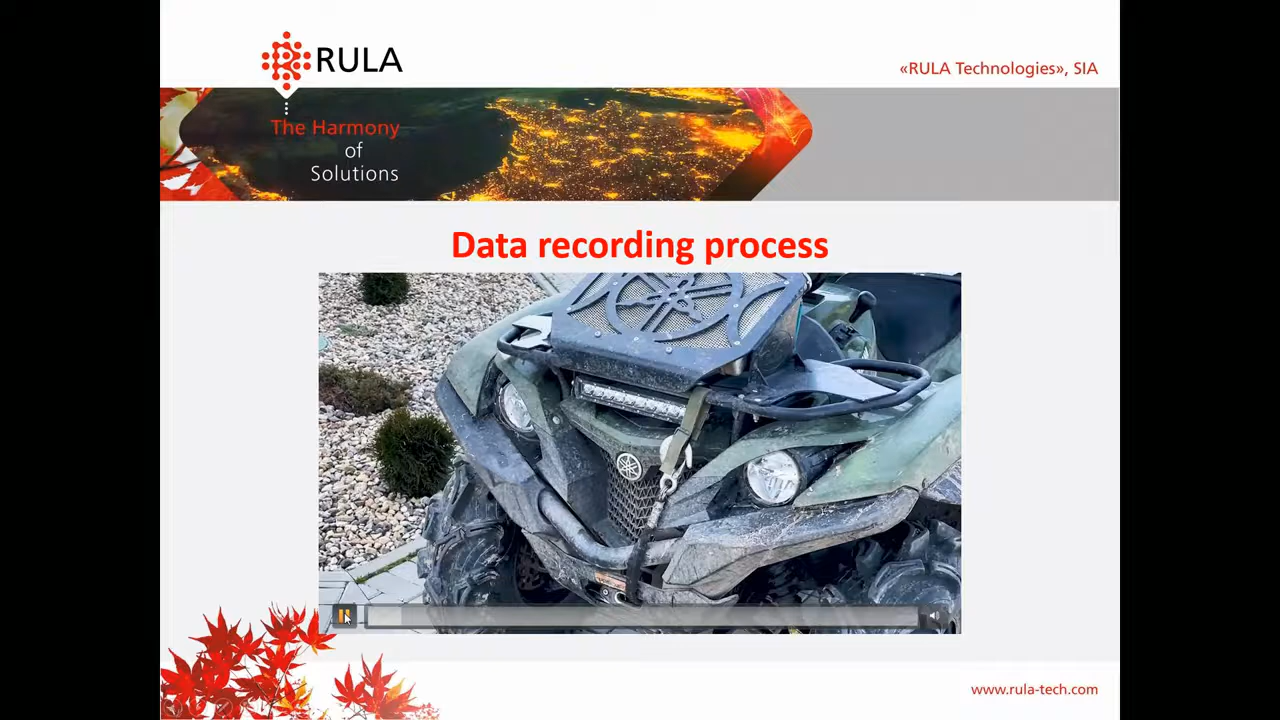 RULA
«RULA Technologies», SIA
The Harmony
of
Solutions
Data recording process
www.rula-tech.com